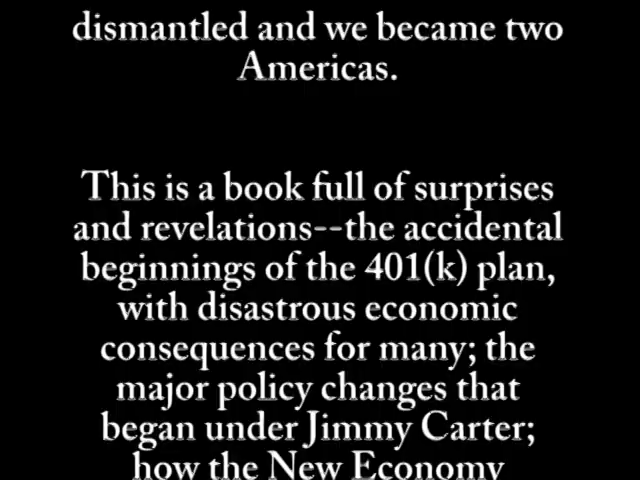 dismantled and we became two
Americas.
This is a book full of surprises
and revelations--the accidental
beginnings of the 401(k) plan,
with disastrous economic
consequences for many; the
major policy changes that
began under Jimmy Carter;
how the New Economy